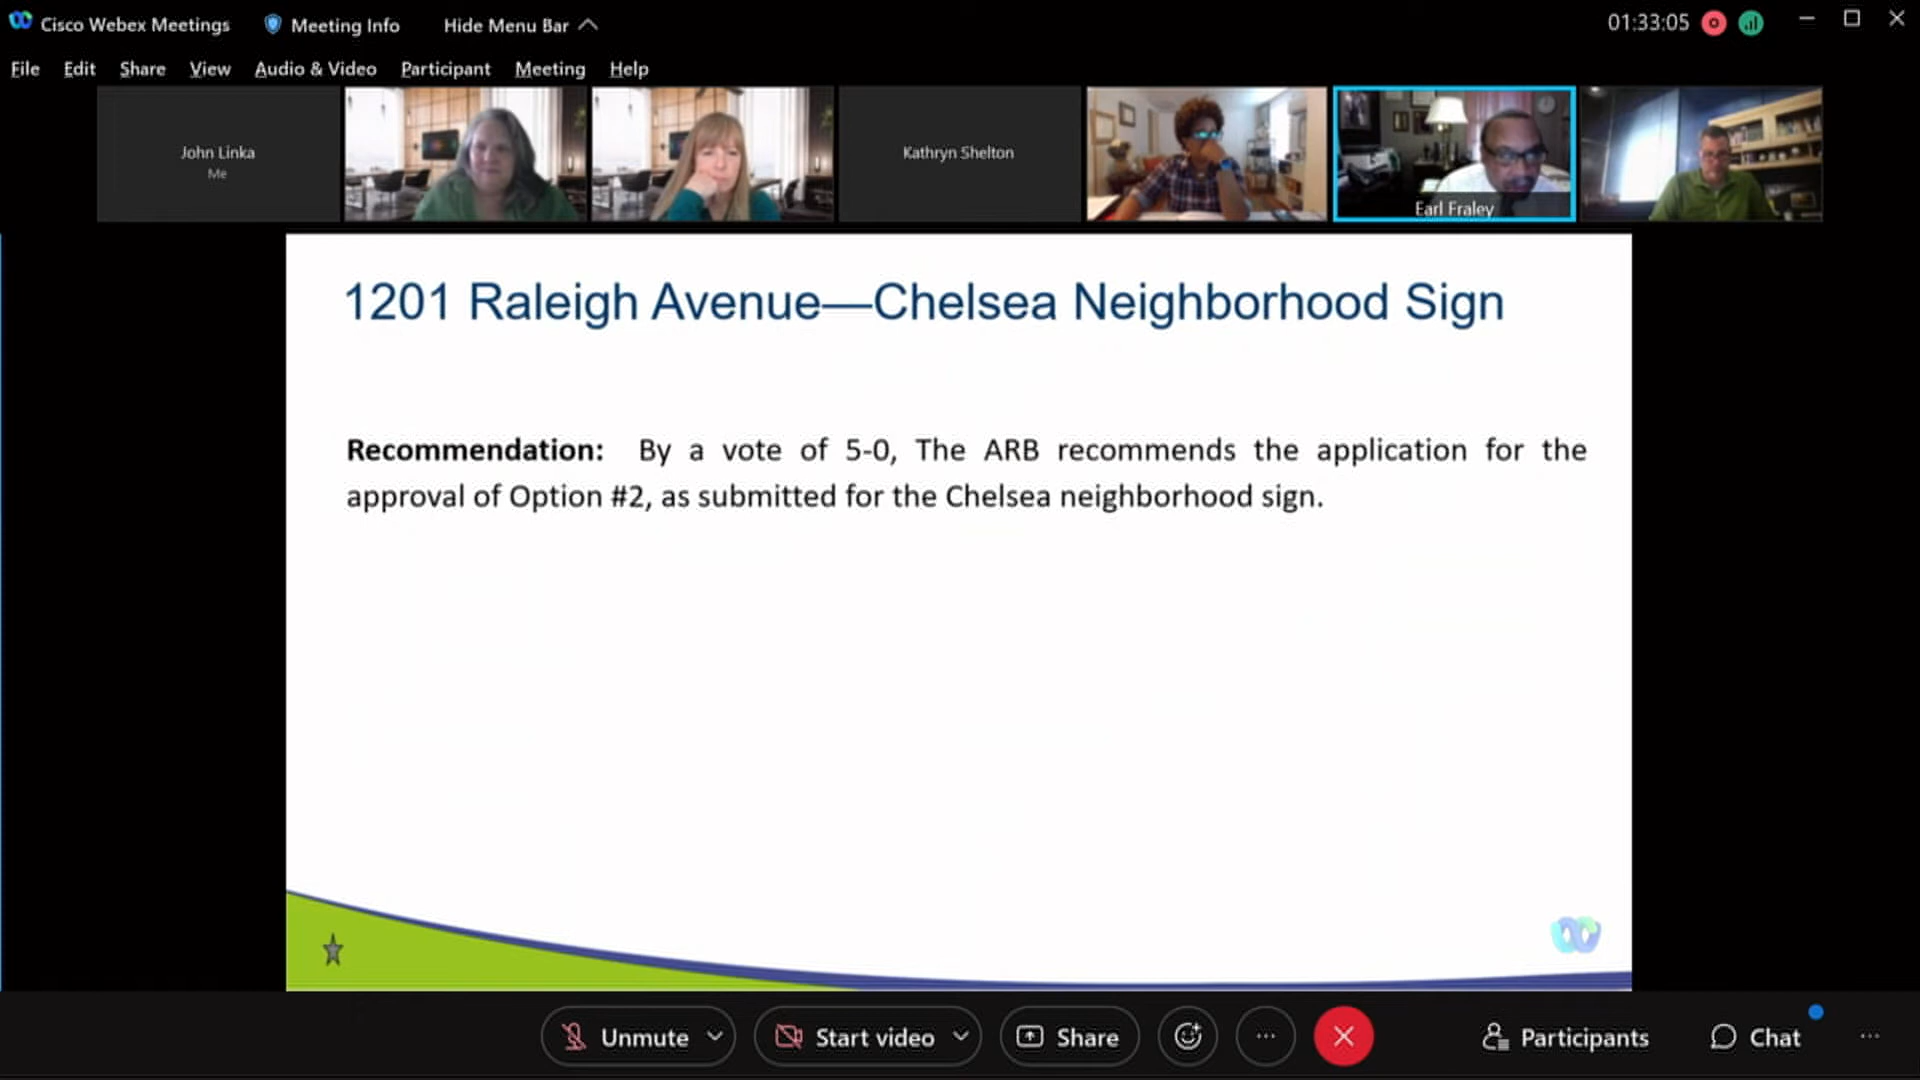 Cisco Webex Meetings
Meeting Info
Hide Menu Bar
01:33:05
File Edit Share View Audio & Video Participant Meeting Help
John Linka
Me
Kathryn Shelton
Earl Fraley
1201 Raleigh Avenue—Chelsea Neighborhood Sign
Recommendation: By a vote of 5-0, The ARB recommends the application for the
approval of Option #2, as submitted for the Chelsea neighborhood sign.
Unmute
Start video
Share
Participants
Chat